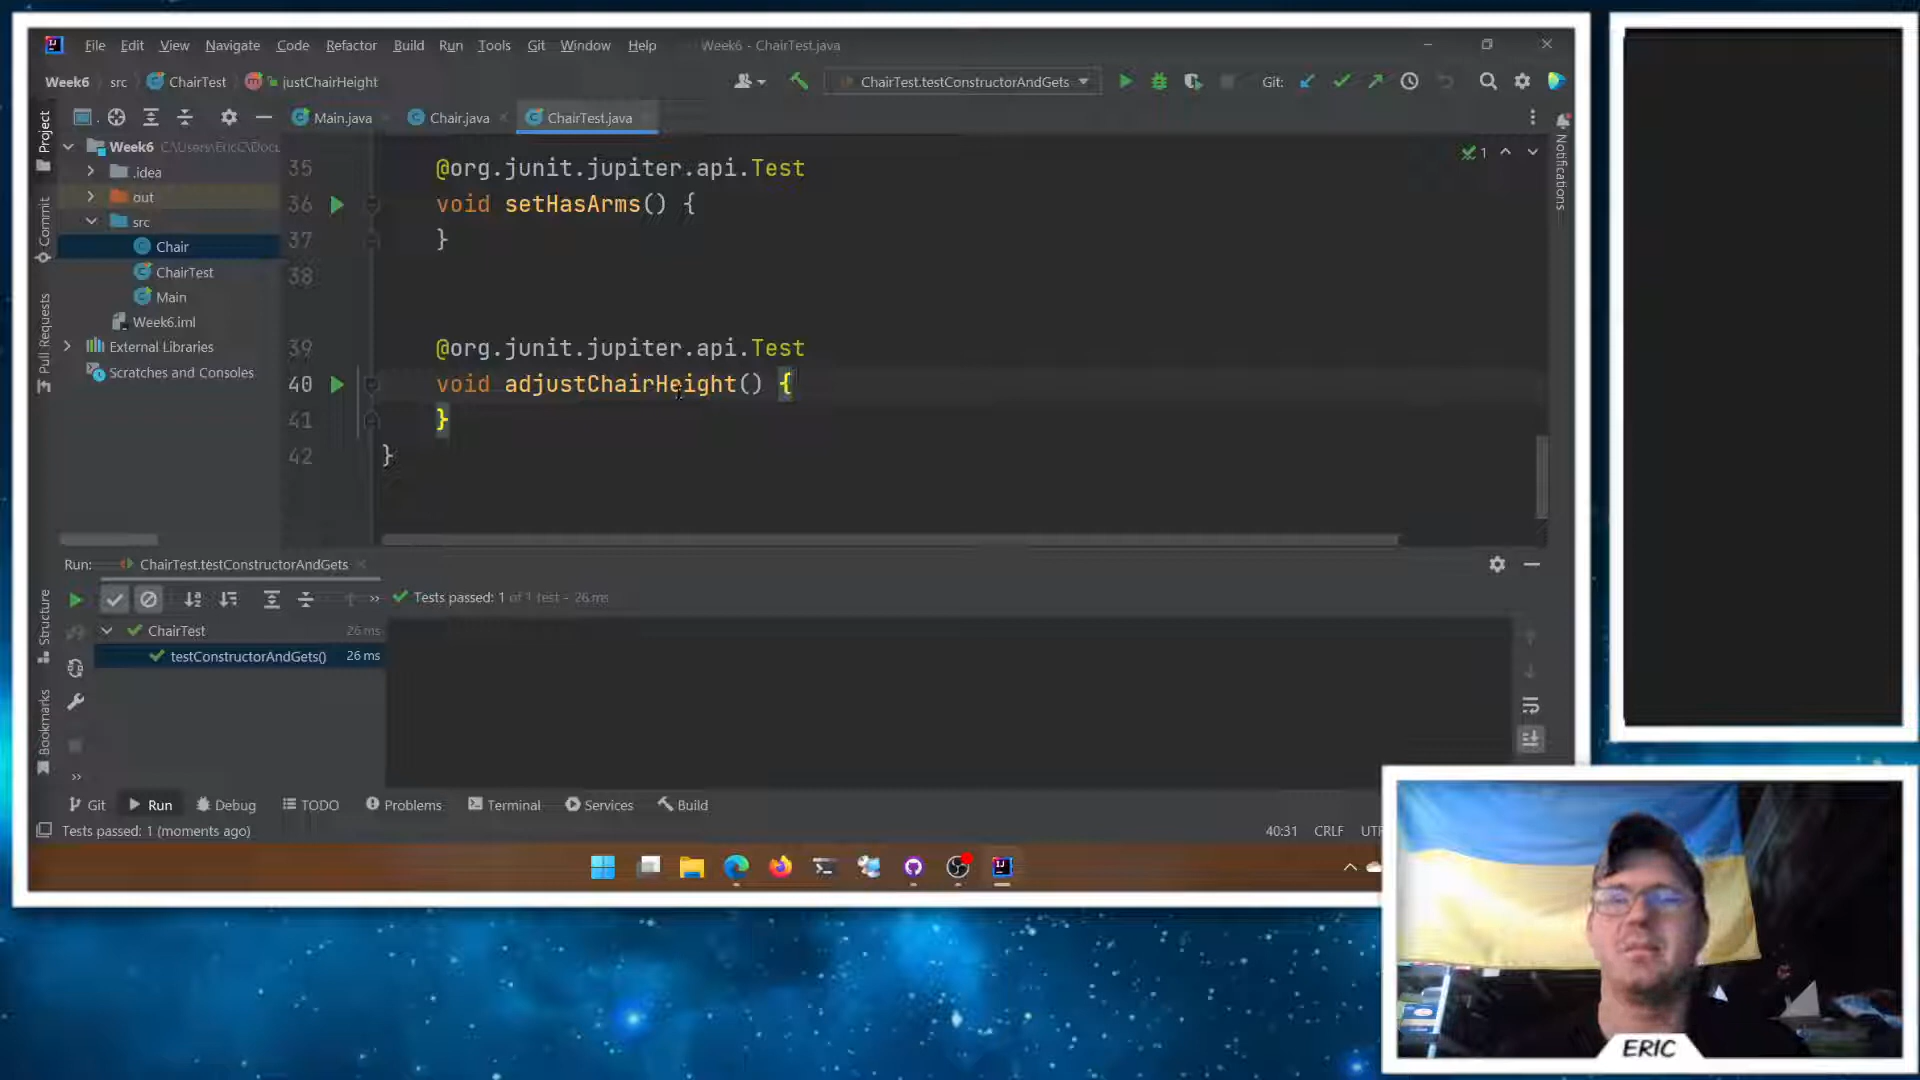 File Edit View Navigate Code Refactor Build Run Tools Git Window Help Week6 - ChairTest.java
Week6 src ChairTest justChairHeight ChairTest.testConstructorAndGets Git:
Project
Main.java Chair.java ChairTest.java
Week6 C:\Users\EricC\Docu
.idea
out
src
Chair
ChairTest
Main
Week6.iml
External Libraries
Scratches and Consoles
Commit
Pull Requests
Structure
Bookmarks
Notifications
1
35 @org.junit.jupiter.api.Test
36 void setHasArms() {
37 }
38
39 @org.junit.jupiter.api.Test
40 void adjustChairHeight() {
41 }
42 }
Run: ChairTest.testConstructorAndGets
Tests passed: 1 of 1 test – 26 ms
ChairTest 26 ms
testConstructorAndGets() 26 ms
Git Run Debug TODO Problems Terminal Services Build
Tests passed: 1 (moments ago) 40:31 CRLF UTF
ERIC